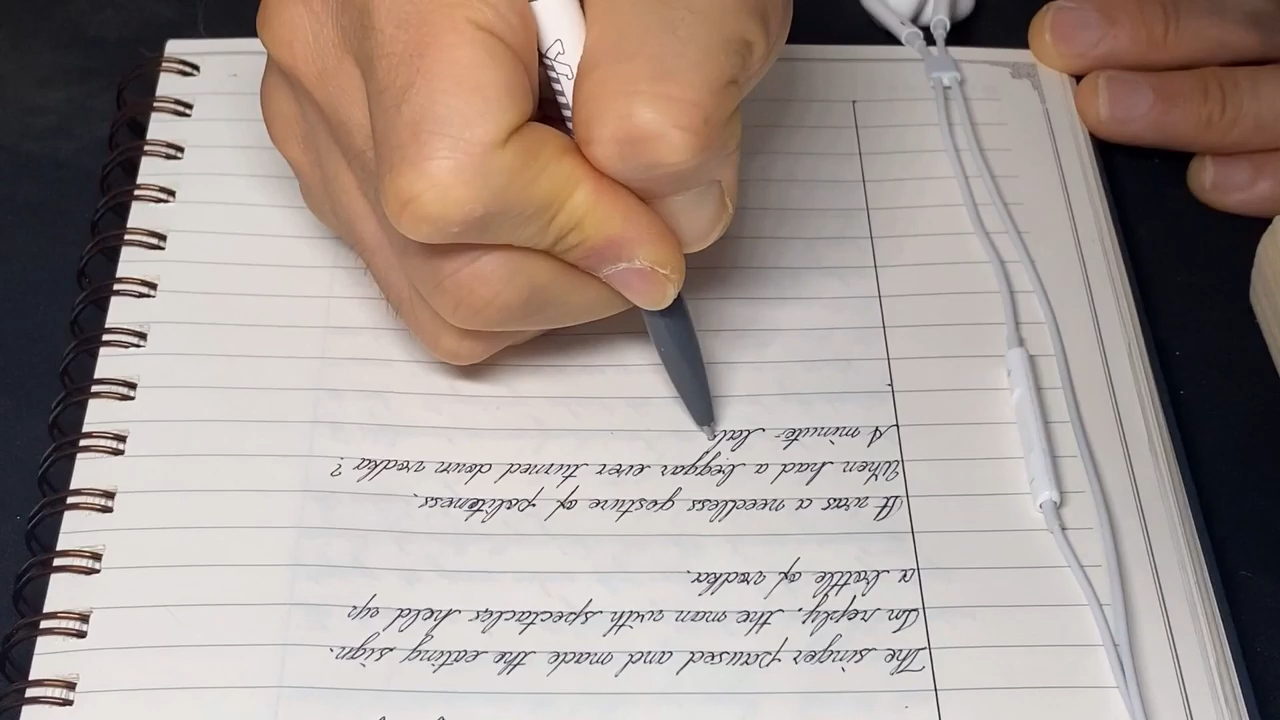 The singer paused and made the eating sign.
In reply, the man with spectacles held up
a bottle of vodka.
It was a needless gesture of politeness.
When had a beggar ever turned down vodka?
A minute